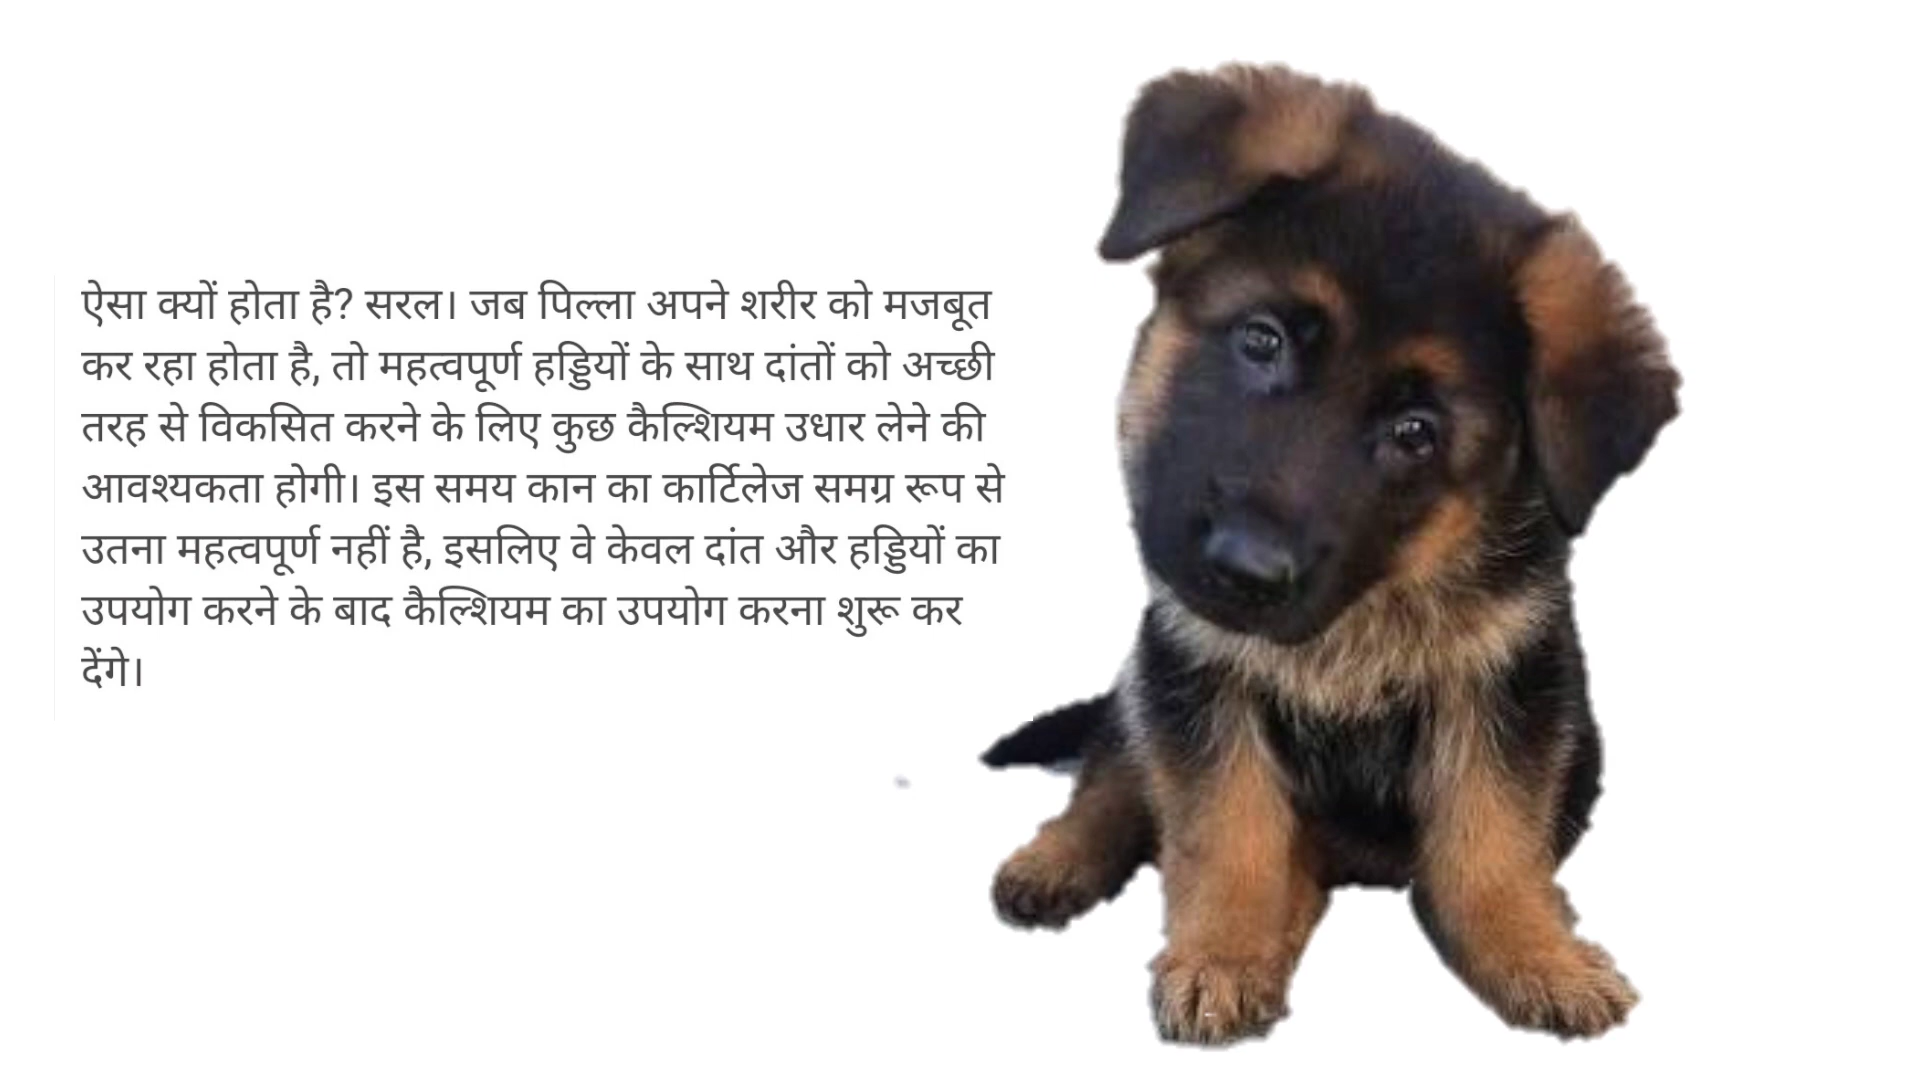 ऐसा क्यों होता है? सरल। जब पिल्ला अपने शरीर को मजबूत
कर रहा होता है, तो महत्वपूर्ण हड्डियों के साथ दांतों को अच्छी
तरह से विकसित करने के लिए कुछ कैल्शियम उधार लेने की
आवश्यकता होगी। इस समय कान का कार्टिलेज समग्र रूप से
उतना महत्वपूर्ण नहीं है, इसलिए वे केवल दांत और हड्डियों का
उपयोग करने के बाद कैल्शियम का उपयोग करना शुरू कर
देंगे।